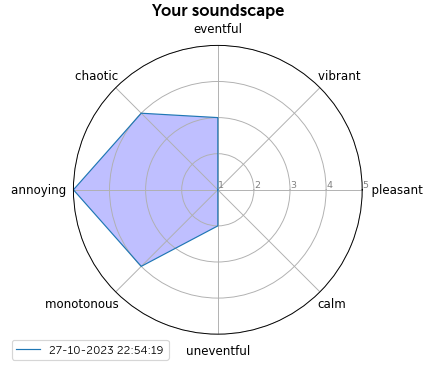 Your soundscape
eventful
chaotic
vibrant
annoying
1
2
3
4
5
pleasant
monotonous
calm
27-10-2023 22:54:19
uneventful